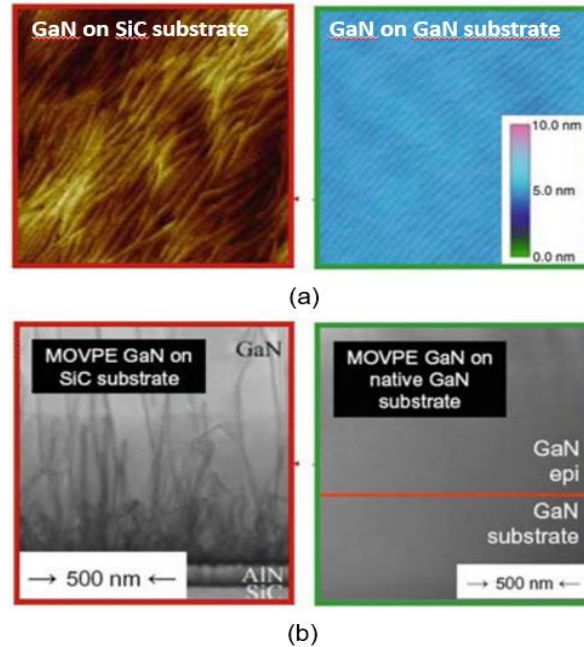 GaN on SiC substrate
GaN on GaN substrate
10.0 nm
5.0 nm
0.0 nm
(a)
MOVPE GaN on
SiC substrate
GaN
→ 500 nm ←
AlN
SiC
MOVPE GaN on
native GaN
substrate
GaN
epi
GaN
substrate
→ 500 nm ←
(b)